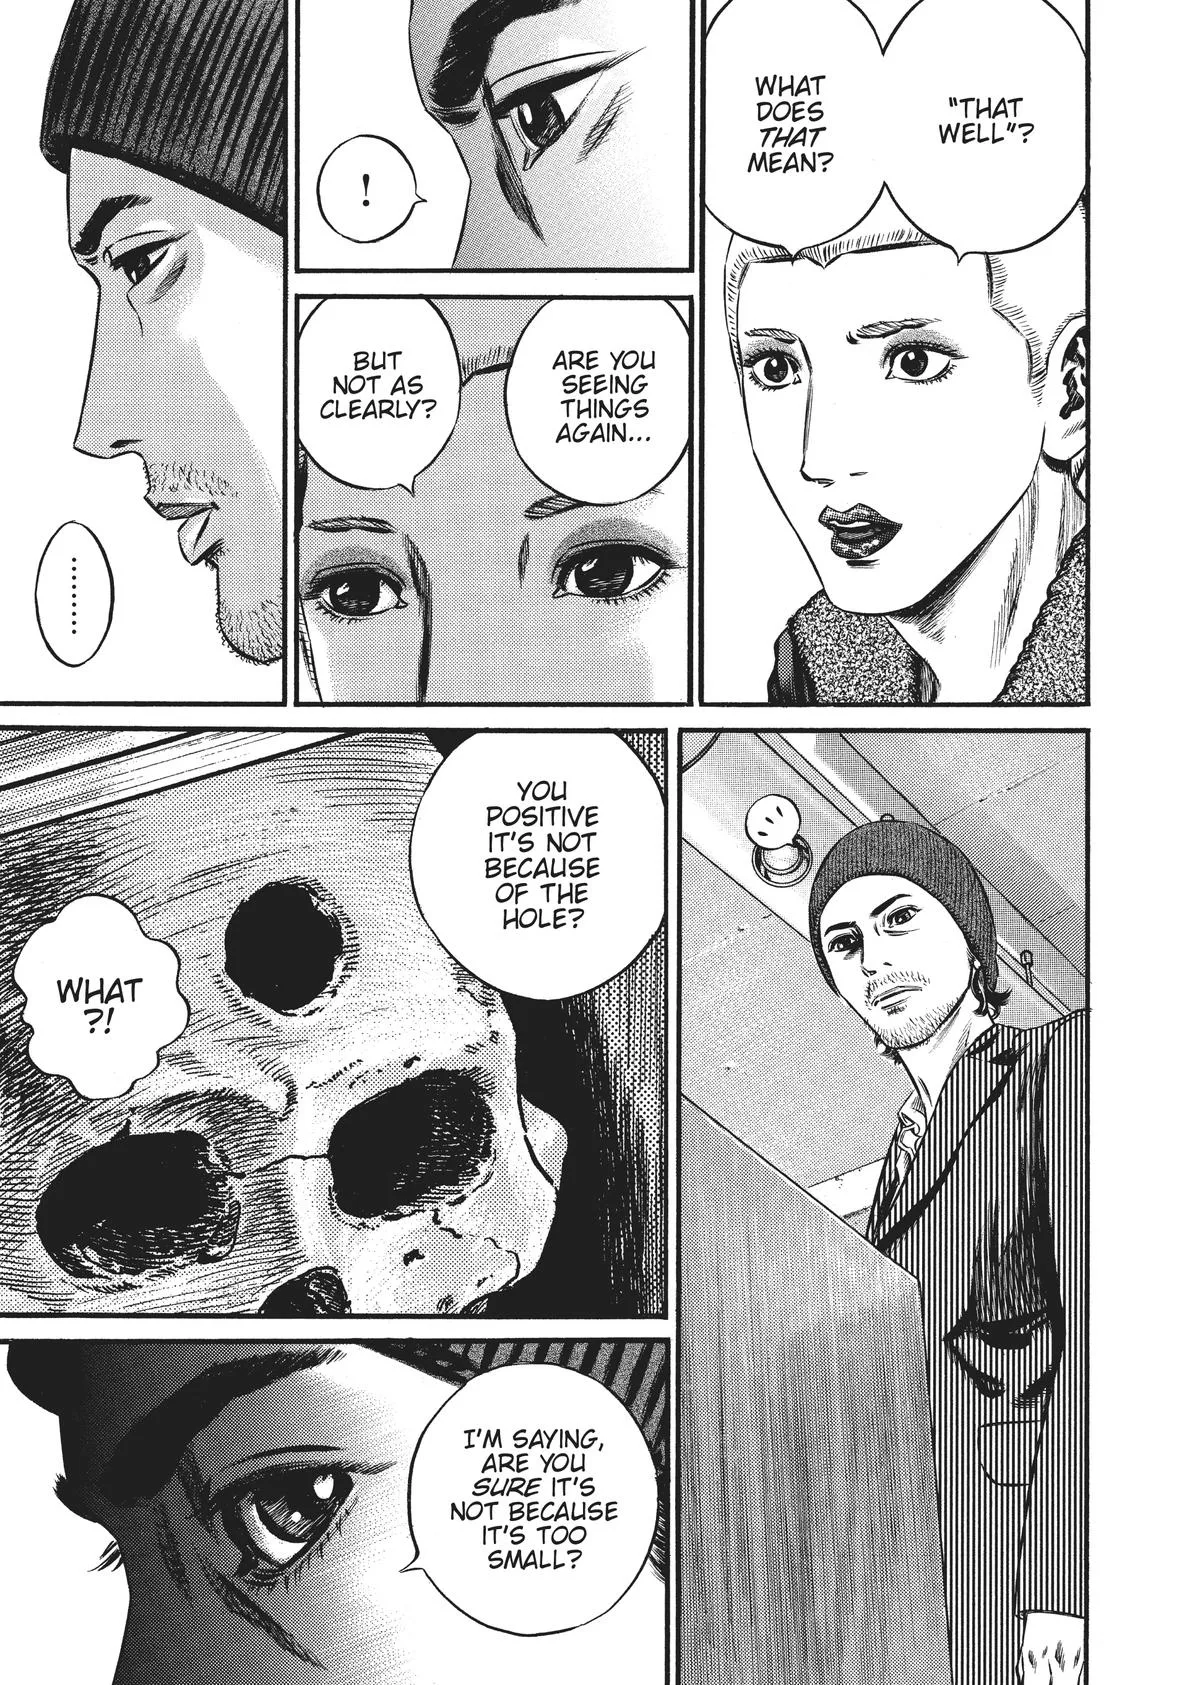 "THAT
WELL"?
WHAT
DOES
THAT
MEAN?
!
ARE YOU
SEEING
THINGS
AGAIN...
BUT
NOT AS
CLEARLY?
.........
YOU
POSITIVE
IT'S NOT
BECAUSE
OF THE
HOLE?
WHAT
?!
I'M SAYING,
ARE YOU
SURE IT'S
NOT BECAUSE
IT'S TOO
SMALL?